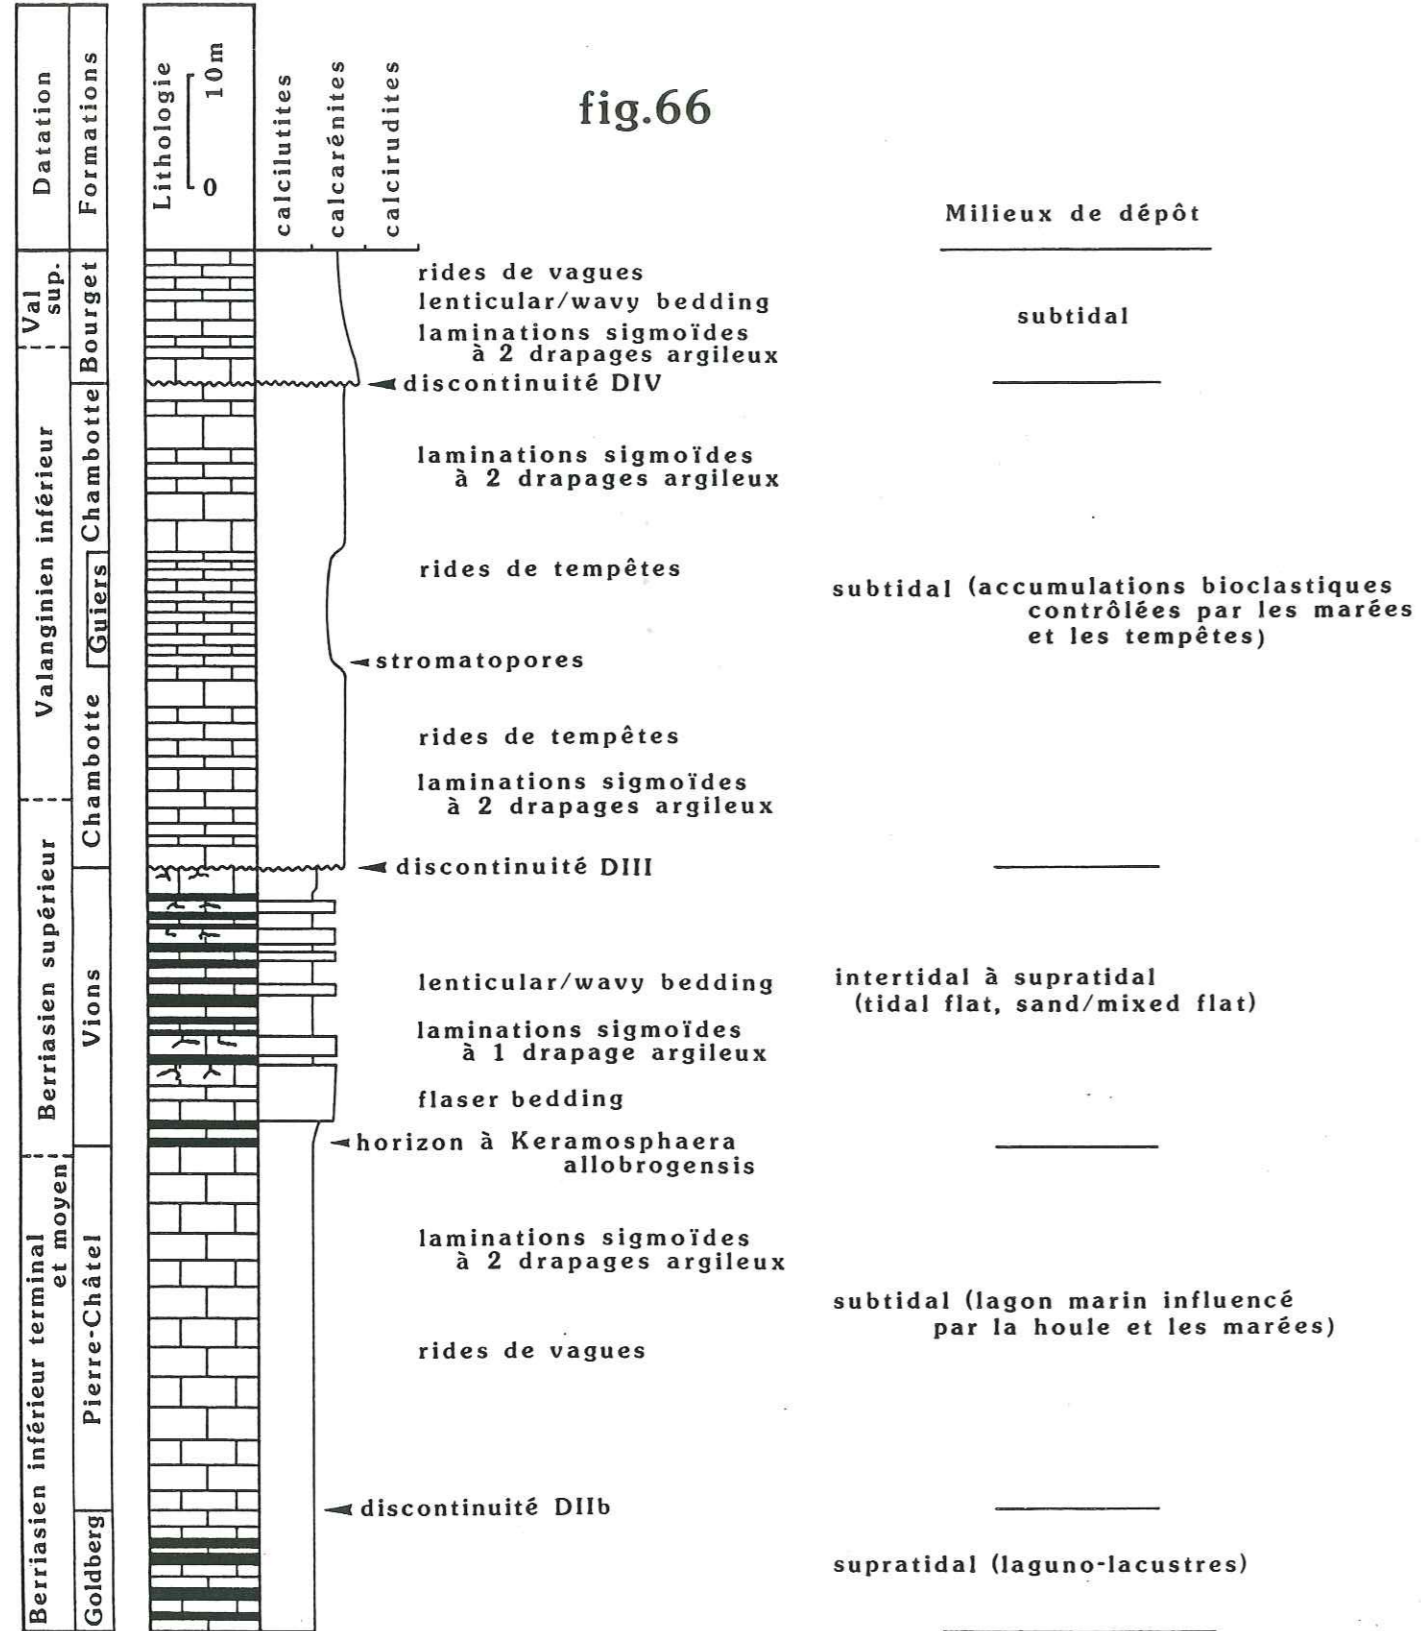 fig.66
Datation
Formations
Lithologie
10m
0
calcilutites
calcarénites
calcirudites
Milieux de dépôt
Val
sup.
Bourget
rides de vagues
lenticular/wavy bedding
laminations sigmoïdes
à 2 drapages argileux
subtidal
discontinuité DIV
Valanginien inférieur
Chambotte
laminations sigmoïdes
à 2 drapages argileux
Guiers
rides de tempêtes
subtidal (accumulations bioclastiques
contrôlées par les marées
et les tempêtes)
stromatopores
Chambotte
rides de tempêtes
laminations sigmoïdes
à 2 drapages argileux
discontinuité DIII
Berriasien supérieur
Vions
lenticular/wavy bedding
intertidal à supratidal
(tidal flat, sand/mixed flat)
laminations sigmoïdes
à 1 drapage argileux
flaser bedding
horizon à Keramosphaera
allobrogensis
Berriasien inférieur terminal
et moyen
Pierre-Châtel
laminations sigmoïdes
à 2 drapages argileux
subtidal (lagon marin influencé
par la houle et les marées)
rides de vagues
discontinuité DIIb
Goldberg
supratidal (laguno-lacustres)